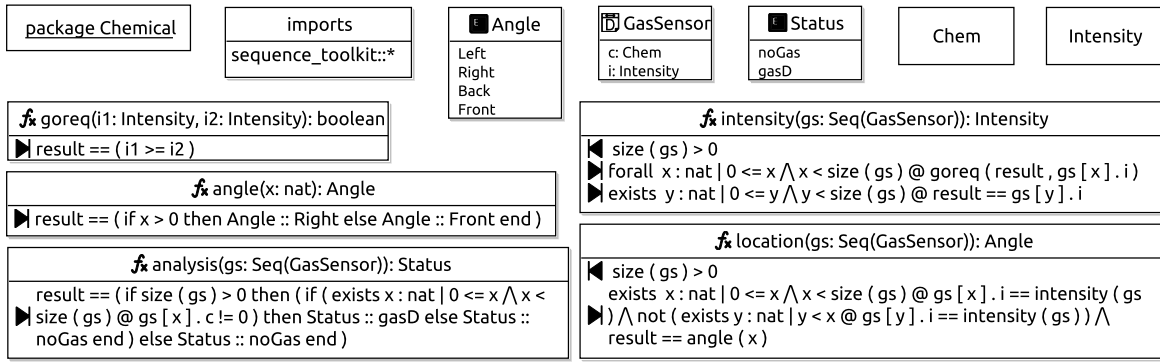 package Chemical
imports
sequence_toolkit::*
E Angle
Left
Right
Back
Front
D GasSensor
c: Chem
i: Intensity
E Status
noGas
gasD
Chem
Intensity
fx goreq(i1: Intensity, i2: Intensity): boolean
result == ( i1 >= i2 )
fx angle(x: nat): Angle
result == ( if x > 0 then Angle :: Right else Angle :: Front end )
fx analysis(gs: Seq(GasSensor)): Status
result == ( if size ( gs ) > 0 then ( if ( exists x : nat | 0 <= x /\ x <
size ( gs ) @ gs [ x ] . c != 0 ) then Status :: gasD else Status ::
noGas end ) else Status :: noGas end )
fx intensity(gs: Seq(GasSensor)): Intensity
size ( gs ) > 0
forall x : nat | 0 <= x /\ x < size ( gs ) @ goreq ( result , gs [ x ] . i )
exists y : nat | 0 <= y /\ y < size ( gs ) @ result == gs [ y ] . i
fx location(gs: Seq(GasSensor)): Angle
size ( gs ) > 0
exists x : nat | 0 <= x /\ x < size ( gs ) @ gs [ x ] . i == intensity ( gs
) /\ not ( exists y : nat | y < x @ gs [ y ] . i == intensity ( gs ) ) /\
result == angle ( x )